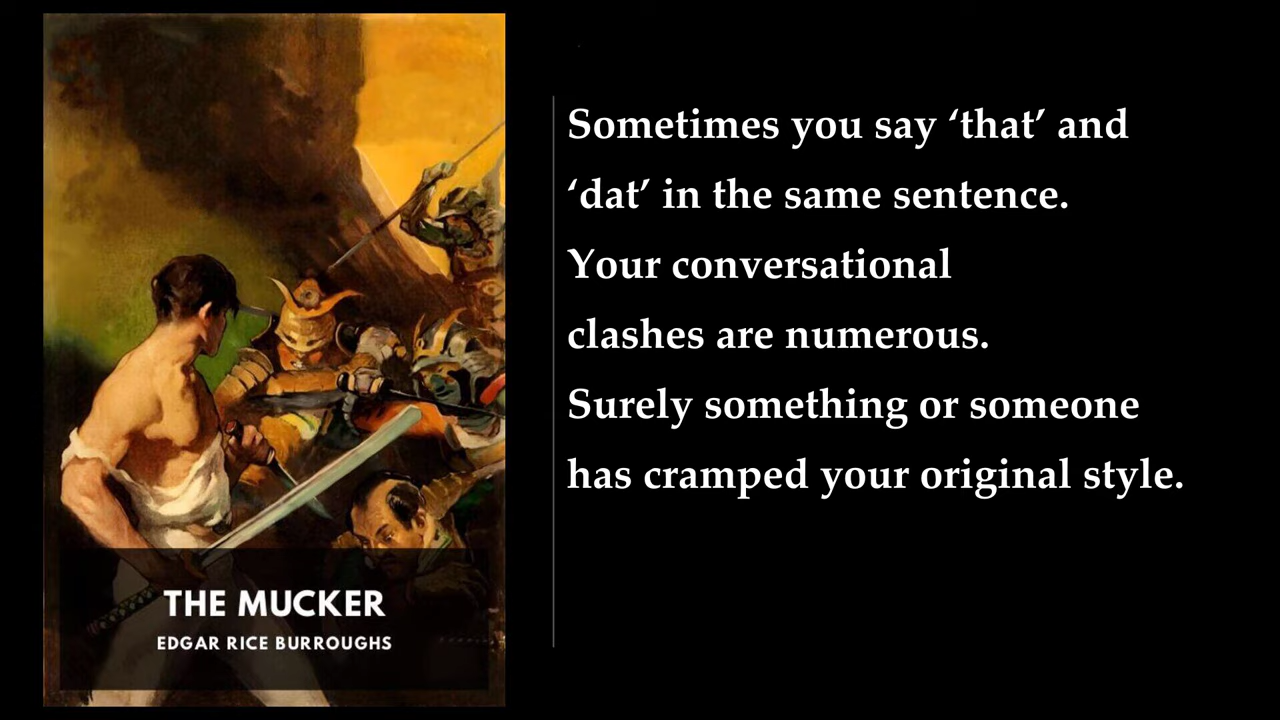 THE MUCKER
EDGAR RICE BURROUGHS
Sometimes you say ‘that’ and
‘dat’ in the same sentence.
Your conversational
clashes are numerous.
Surely something or someone
has cramped your original style.